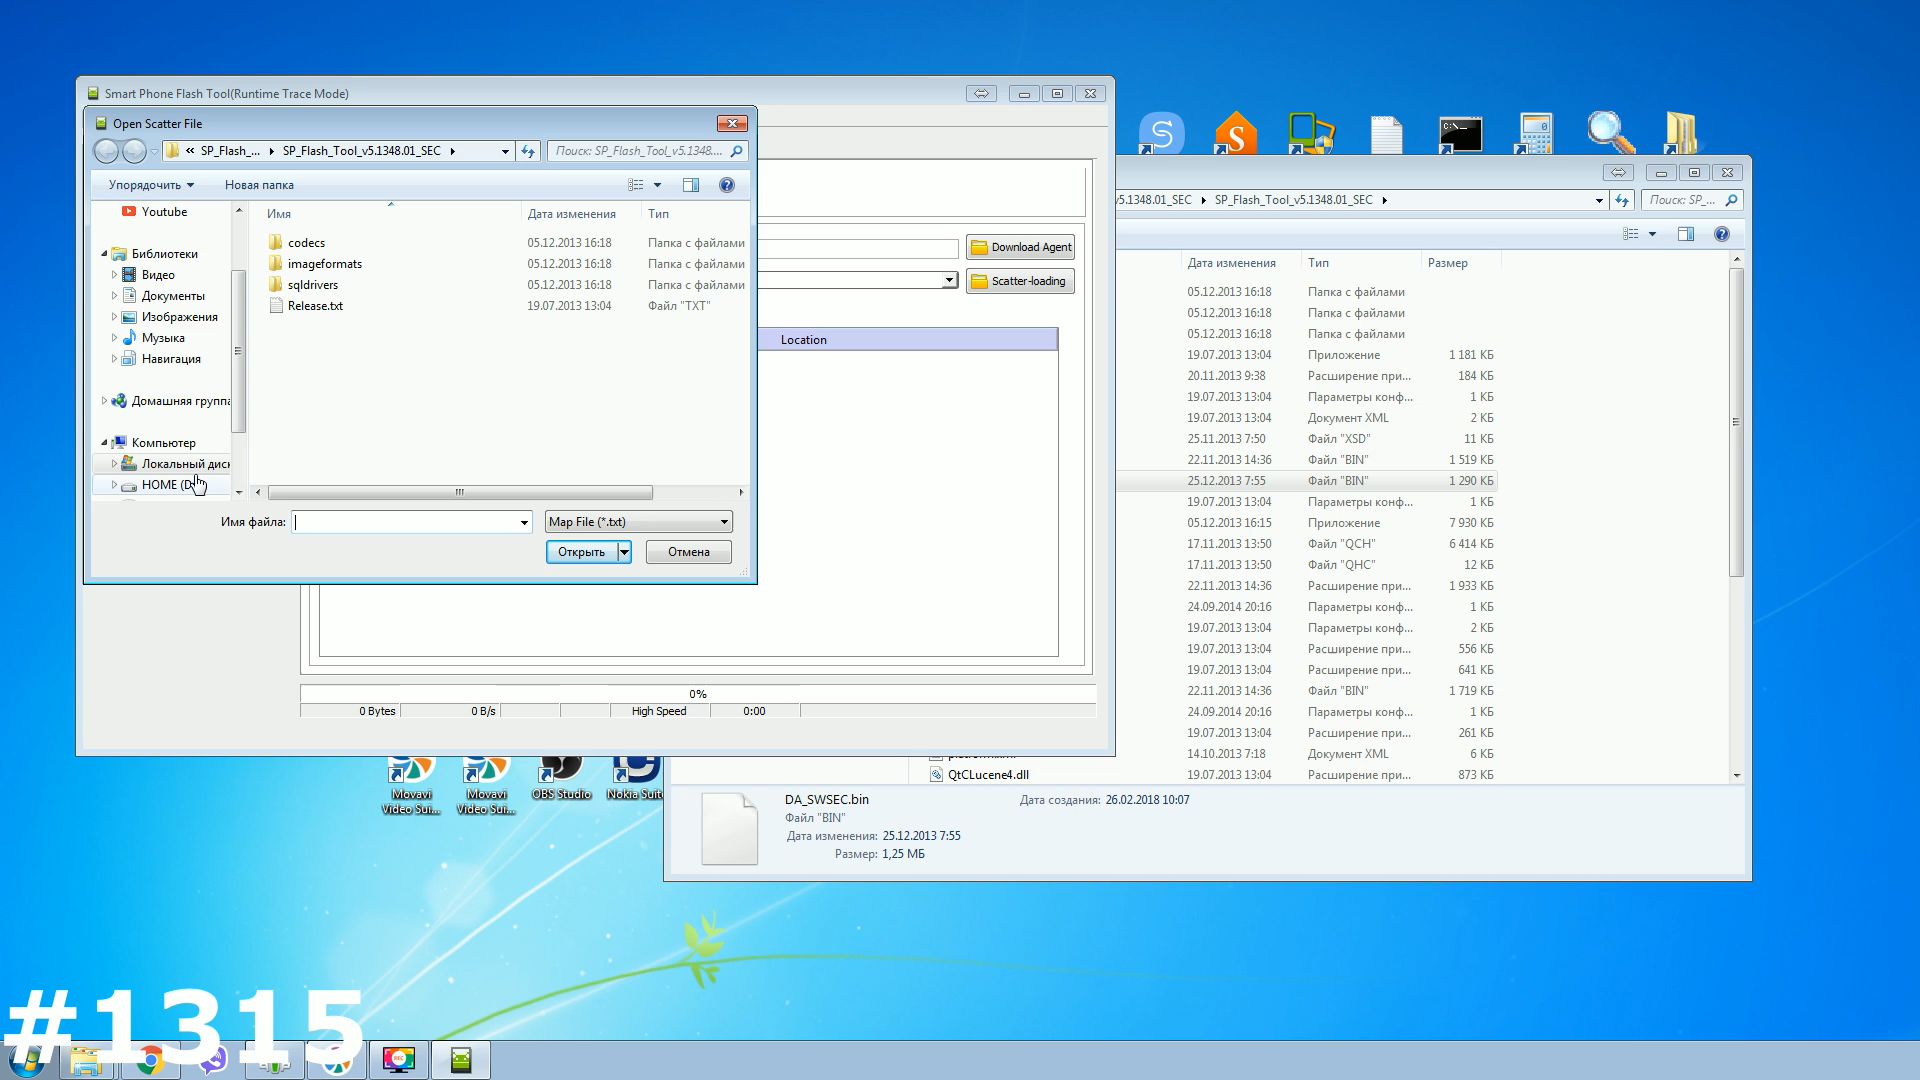 Smart Phone Flash Tool(Runtime Trace Mode)
Open Scatter File
« SP_Flash_... SP_Flash_Tool_v5.1348.01_SEC
Поиск: SP_Flash_Tool_v5.1348....
Упорядочить
Новая папка
Youtube
Библиотеки
Видео
Документы
Изображения
Музыка
Навигация
Домашняя группа
Компьютер
Локальный диск
HOME (D
Имя Дата изменения Тип
codecs 05.12.2013 16:18 Папка с файлами
imageformats 05.12.2013 16:18 Папка с файлами
sqldrivers 05.12.2013 16:18 Папка с файлами
Release.txt 19.07.2013 13:04 Файл "TXT"
Имя файла:
Map File (*.txt)
Открыть
Отмена
Download Agent
Scatter-loading
Location
0%
0 Bytes 0 B/s High Speed 0:00
v5.1348.01_SEC SP_Flash_Tool_v5.1348.01_SEC
Поиск: SP_...
Дата изменения Тип Размер
05.12.2013 16:18 Папка с файлами
05.12.2013 16:18 Папка с файлами
05.12.2013 16:18 Папка с файлами
19.07.2013 13:04 Приложение 1 181 КБ
20.11.2013 9:38 Расширение при... 184 КБ
19.07.2013 13:04 Параметры конф... 1 КБ
19.07.2013 13:04 Документ XML 2 КБ
25.11.2013 7:50 Файл "XSD" 11 КБ
22.11.2013 14:36 Файл "BIN" 1 519 КБ
25.12.2013 7:55 Файл "BIN" 1 290 КБ
19.07.2013 13:04 Параметры конф... 1 КБ
05.12.2013 16:15 Приложение 7 930 КБ
17.11.2013 13:50 Файл "QCH" 6 414 КБ
17.11.2013 13:50 Файл "QHC" 12 КБ
22.11.2013 14:36 Расширение при... 1 933 КБ
24.09.2014 20:16 Параметры конф... 1 КБ
19.07.2013 13:04 Параметры конф... 2 КБ
19.07.2013 13:04 Расширение при... 556 КБ
19.07.2013 13:04 Расширение при... 641 КБ
22.11.2013 14:36 Файл "BIN" 1 719 КБ
24.09.2014 20:16 Параметры конф... 1 КБ
19.07.2013 13:04 Расширение при... 261 КБ
14.10.2013 7:18 Документ XML 6 КБ
QtCLucene4.dll 19.07.2013 13:04 Расширение при... 873 КБ
DA_SWSEC.bin Дата создания: 26.02.2018 10:07
Файл "BIN"
Дата изменения: 25.12.2013 7:55
Размер: 1,25 МБ
Movavi
Video Sui...
Movavi
Video Sui...
OBS Studio
Nokia Suite
#1315